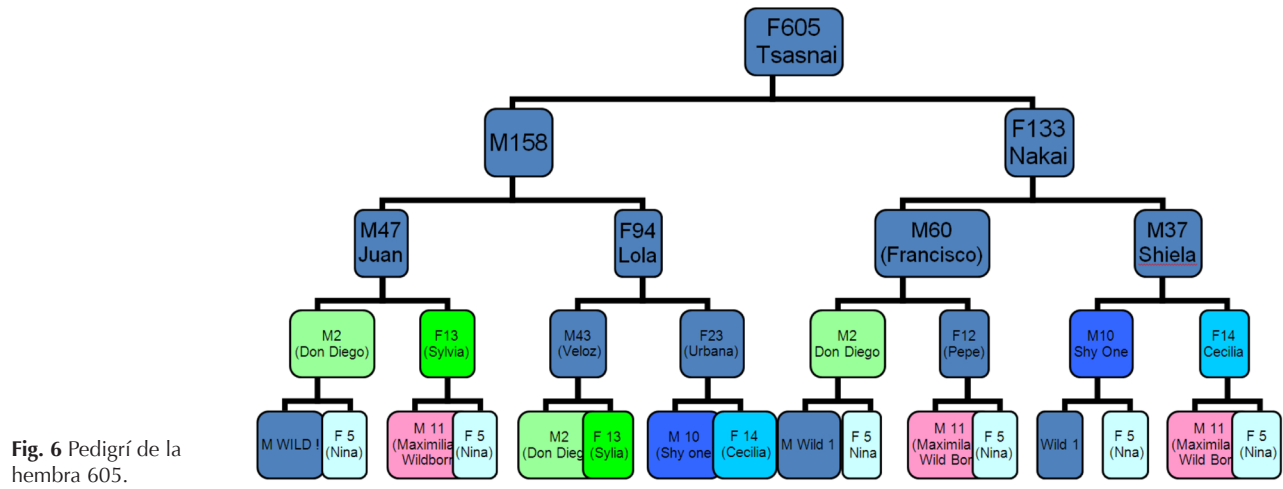 F605
Tsasnai
M158
F133
Nakai
M47
Juan
F94
Lola
M60
(Francisco)
M37
Shiela
M2
(Don Diego)
F13
(Sylvia)
M43
(Veloz)
F23
(Urbana)
M2
Don Diego
F12
(Pepe)
M10
Shy One
F14
Cecilia
M WILD !
F 5
(Nina)
M 11
(Maximilia
Wildborn
F 5
(Nina)
M2
(Don Dieg
F 13
(Sylia)
M 10
(Shy one)
F 14
(Cecilia)
M Wild 1
F 5
Nina
M 11
(Maximila
Wild Bor
F 5
(Nina)
Wild 1
F 5
(Nna)
M 11
(Maximila
Wild Bor
F 5
(Nina)
Fig. 6 Pedigrí de la
hembra 605.